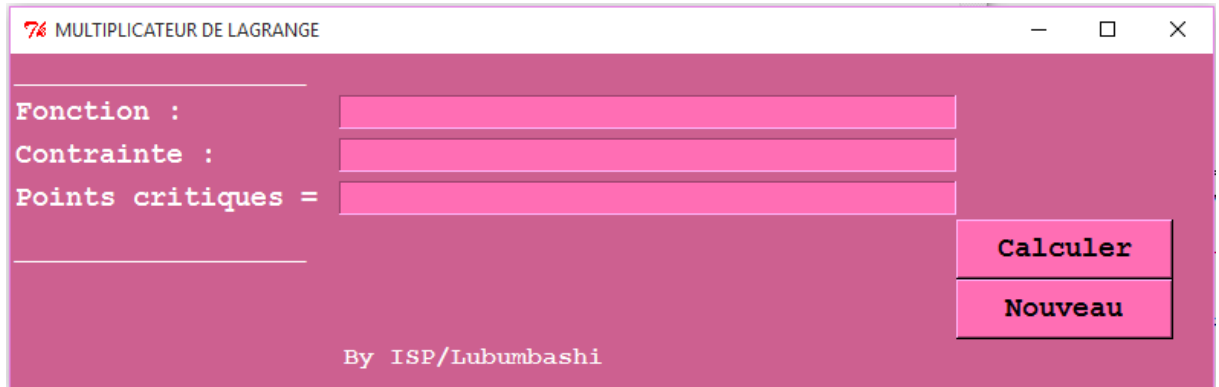 MULTIPLICATEUR DE LAGRANGE
Fonction :
Contrainte :
Points critiques =
Calculer
Nouveau
By ISP/Lubumbashi